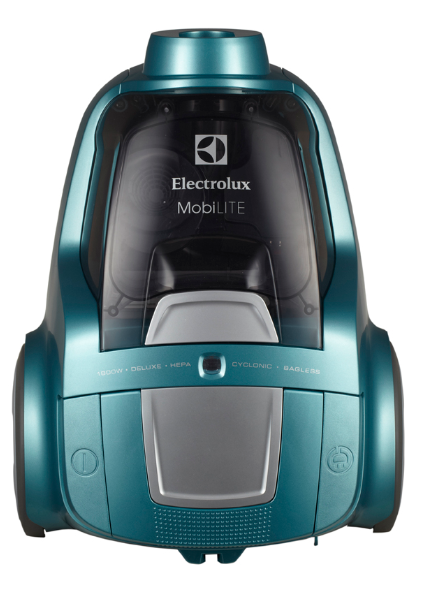 Electrolux
MobiLITE
1600W • DELUXE • HEPA CYCLONIC • BAGLESS